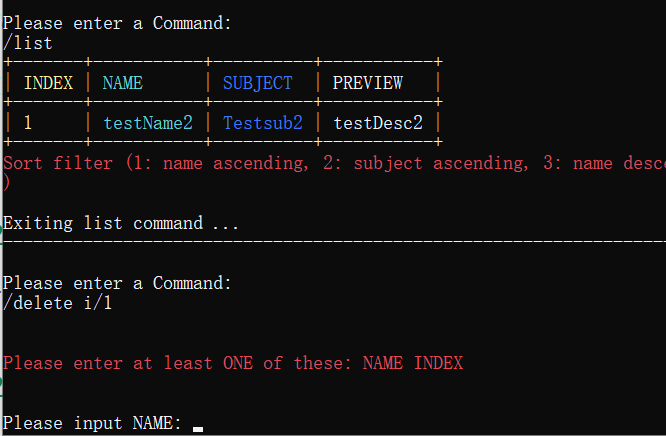 Please enter a Command:
/list
+-------+-----------+----------+-----------+
| INDEX | NAME | SUBJECT | PREVIEW |
+-------+-----------+----------+-----------+
| 1 | testName2 | Testsub2 | testDesc2 |
+-------+-----------+----------+-----------+
Sort filter (1: name ascending, 2: subject ascending, 3: name
)
Exiting list command ...
Please enter a Command:
/delete i/1
Please enter at least ONE of these: NAME INDEX
Please input NAME: